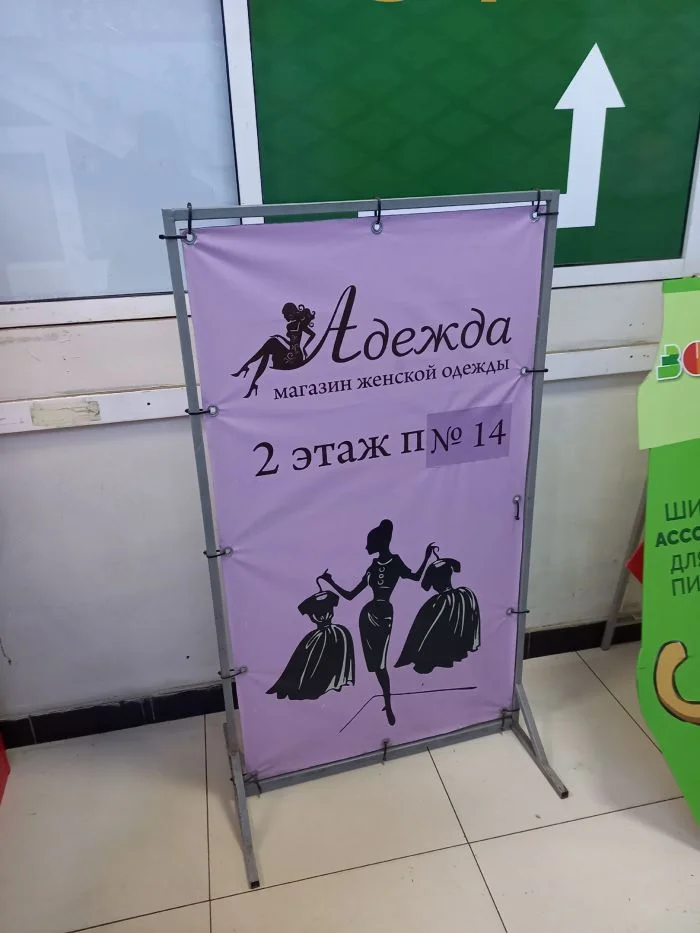 Адежда
магазин женской одежды
2 этаж п№ 14